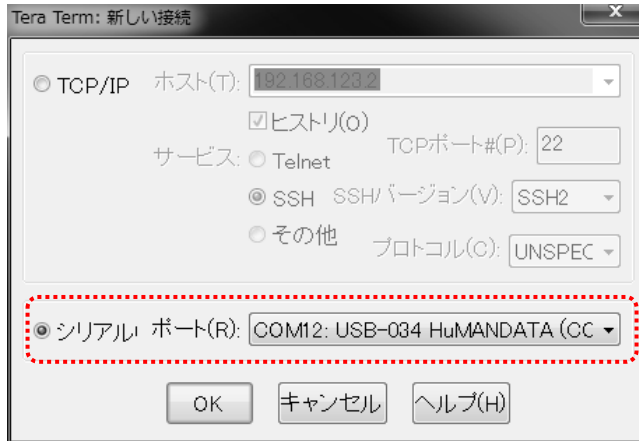 Tera Term: 新しい接続
TCP/IP ホスト(T): 192.168.123.2
ヒストリ(O)
サービス: Telnet TCPポート#(P): 22
SSH SSHバージョン(V): SSH2
その他 プロトコル(C): UNSPEC
シリアル ポート(R): COM12: USB-034 HuMANDATA (CC
OK キャンセル ヘルプ(H)